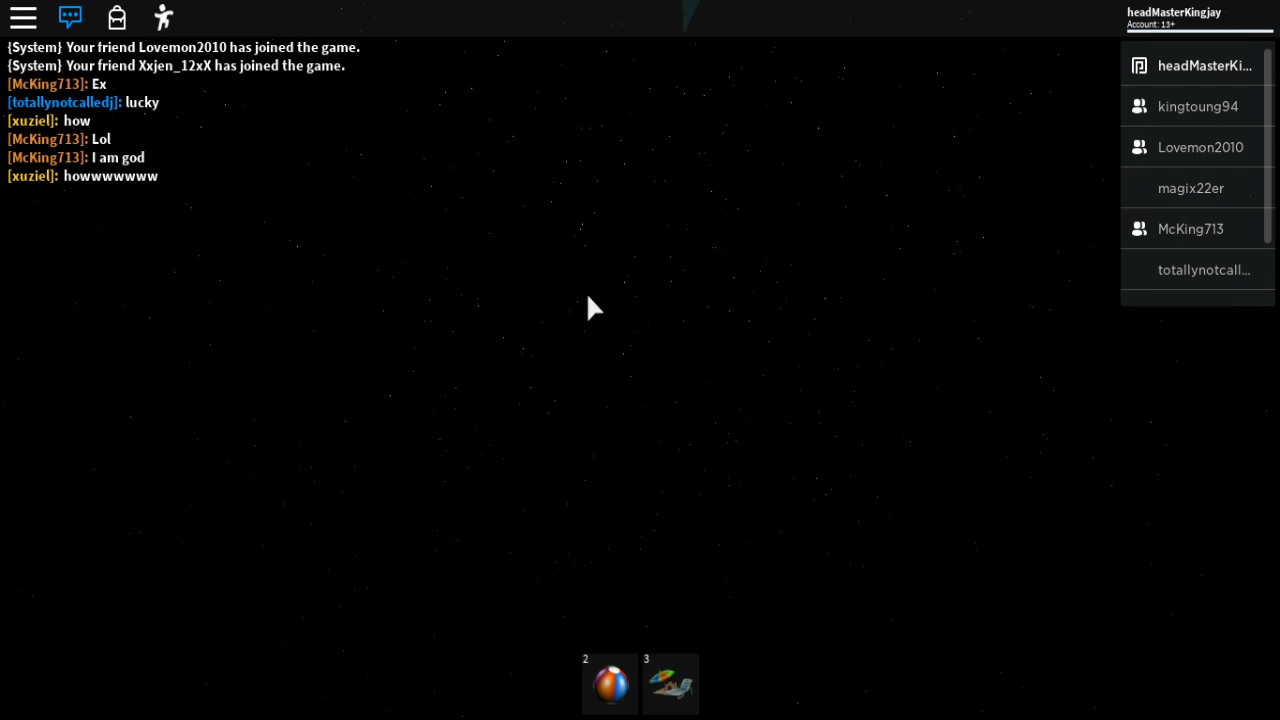 headMasterKingjay
Account: 13+
{System} Your friend Lovemon2010 has joined the game.
{System} Your friend Xxjen_12xX has joined the game.
[McKing713]: Ex
[totallynotcalledj]: lucky
[xuziel]: how
[McKing713]: Lol
[McKing713]: I am god
[xuziel]: howwwwwww
headMasterKi...
kingtoung94
Lovemon2010
magix22er
McKing713
totallynotcall...
2
3